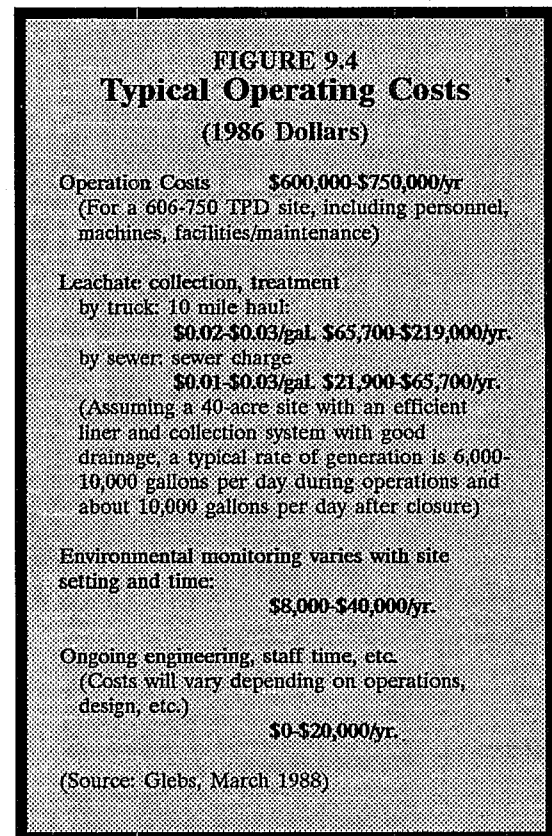 FIGURE 9.4
Typical Operating Costs
(1986 Dollars)
Operation Costs $600,000-$750,000/yr
(For a 606-750 TPD site, including personnel,
machines, facilities/maintenance)
Leachate collection, treatment
by truck: 10 mile haul:
$0.02-$0.03/gal. $65,700-$219,000/yr.
by sewer: sewer charge
$0.01-$0.03/gal. $21,900-$65,700/yr.
(Assuming a 40-acre site with an efficient
liner and collection system with good
drainage, a typical rate of generation is 6,000-
10,000 gallons per day during operations and
about 10,000 gallons per day after closure)
Environmental monitoring varies with site
setting and time:
$8,000-$40,000/yr.
Ongoing engineering, staff time, etc.
(Costs will vary depending on operations,
design, etc.)
$0-$20,000/yr.
(Source: Glebs, March 1988)